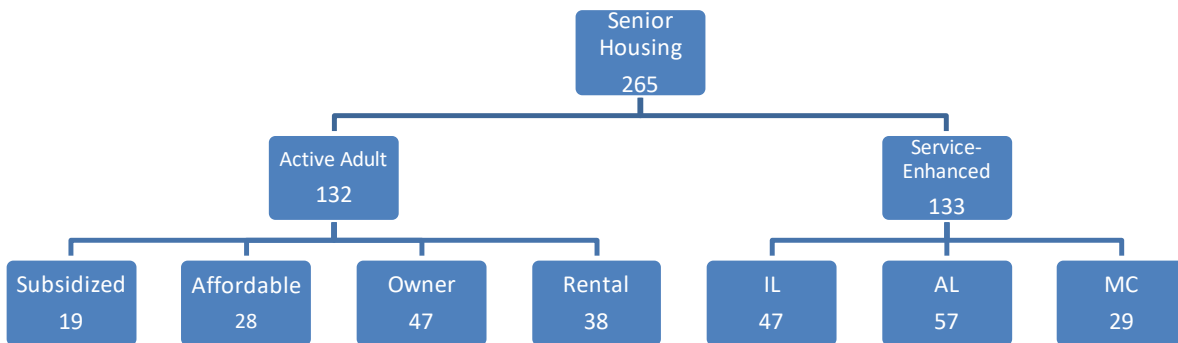 Senior
Housing
265
Active Adult
132
Service-
Enhanced
133
Subsidized
19
Affordable
28
Owner
47
Rental
38
IL
47
AL
57
MC
29